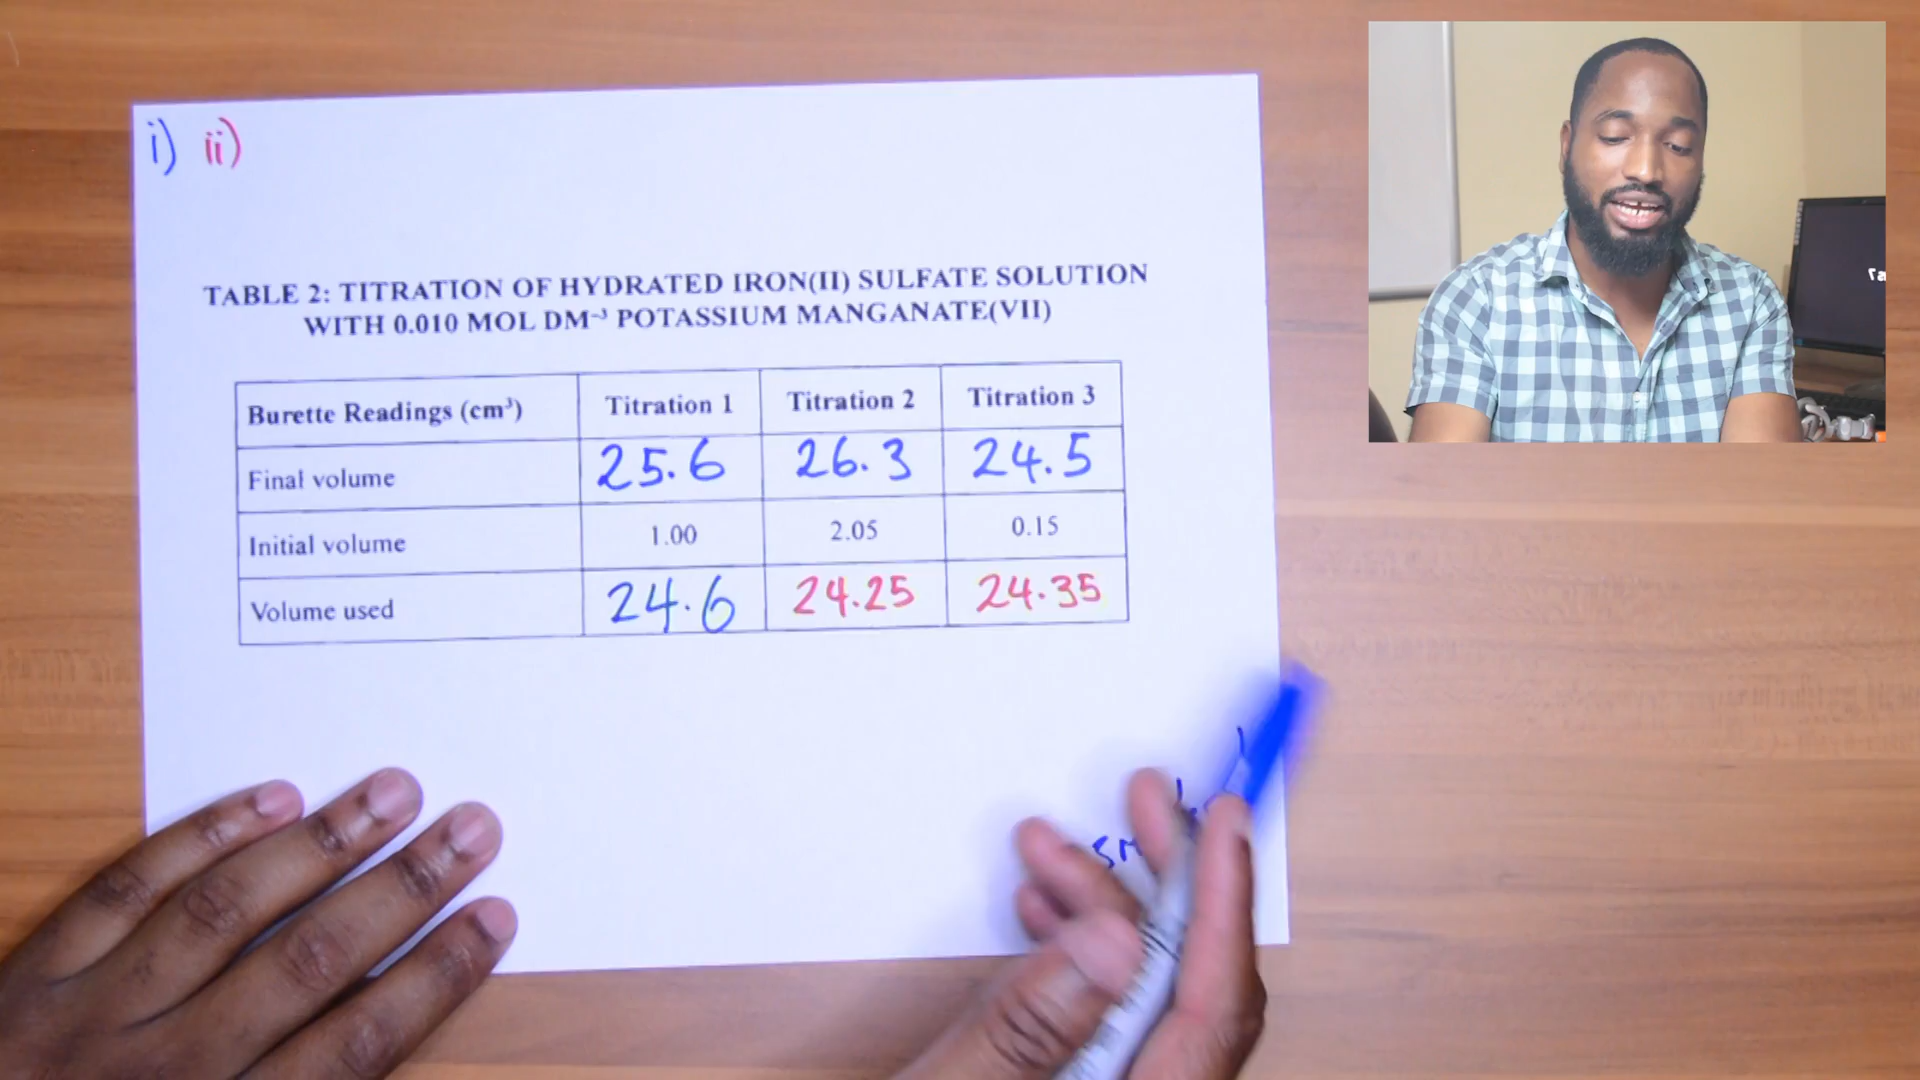 i) ii)
TABLE 2: TITRATION OF HYDRATED IRON(II) SULFATE SOLUTION
WITH 0.010 MOL DM⁻³ POTASSIUM MANGANATE(VII)
Burette Readings (cm³) Titration 1 Titration 2 Titration 3
Final volume 25.6 26.3 24.5
Initial volume 1.00 2.05 0.15
Volume used 24.6 24.25 24.35